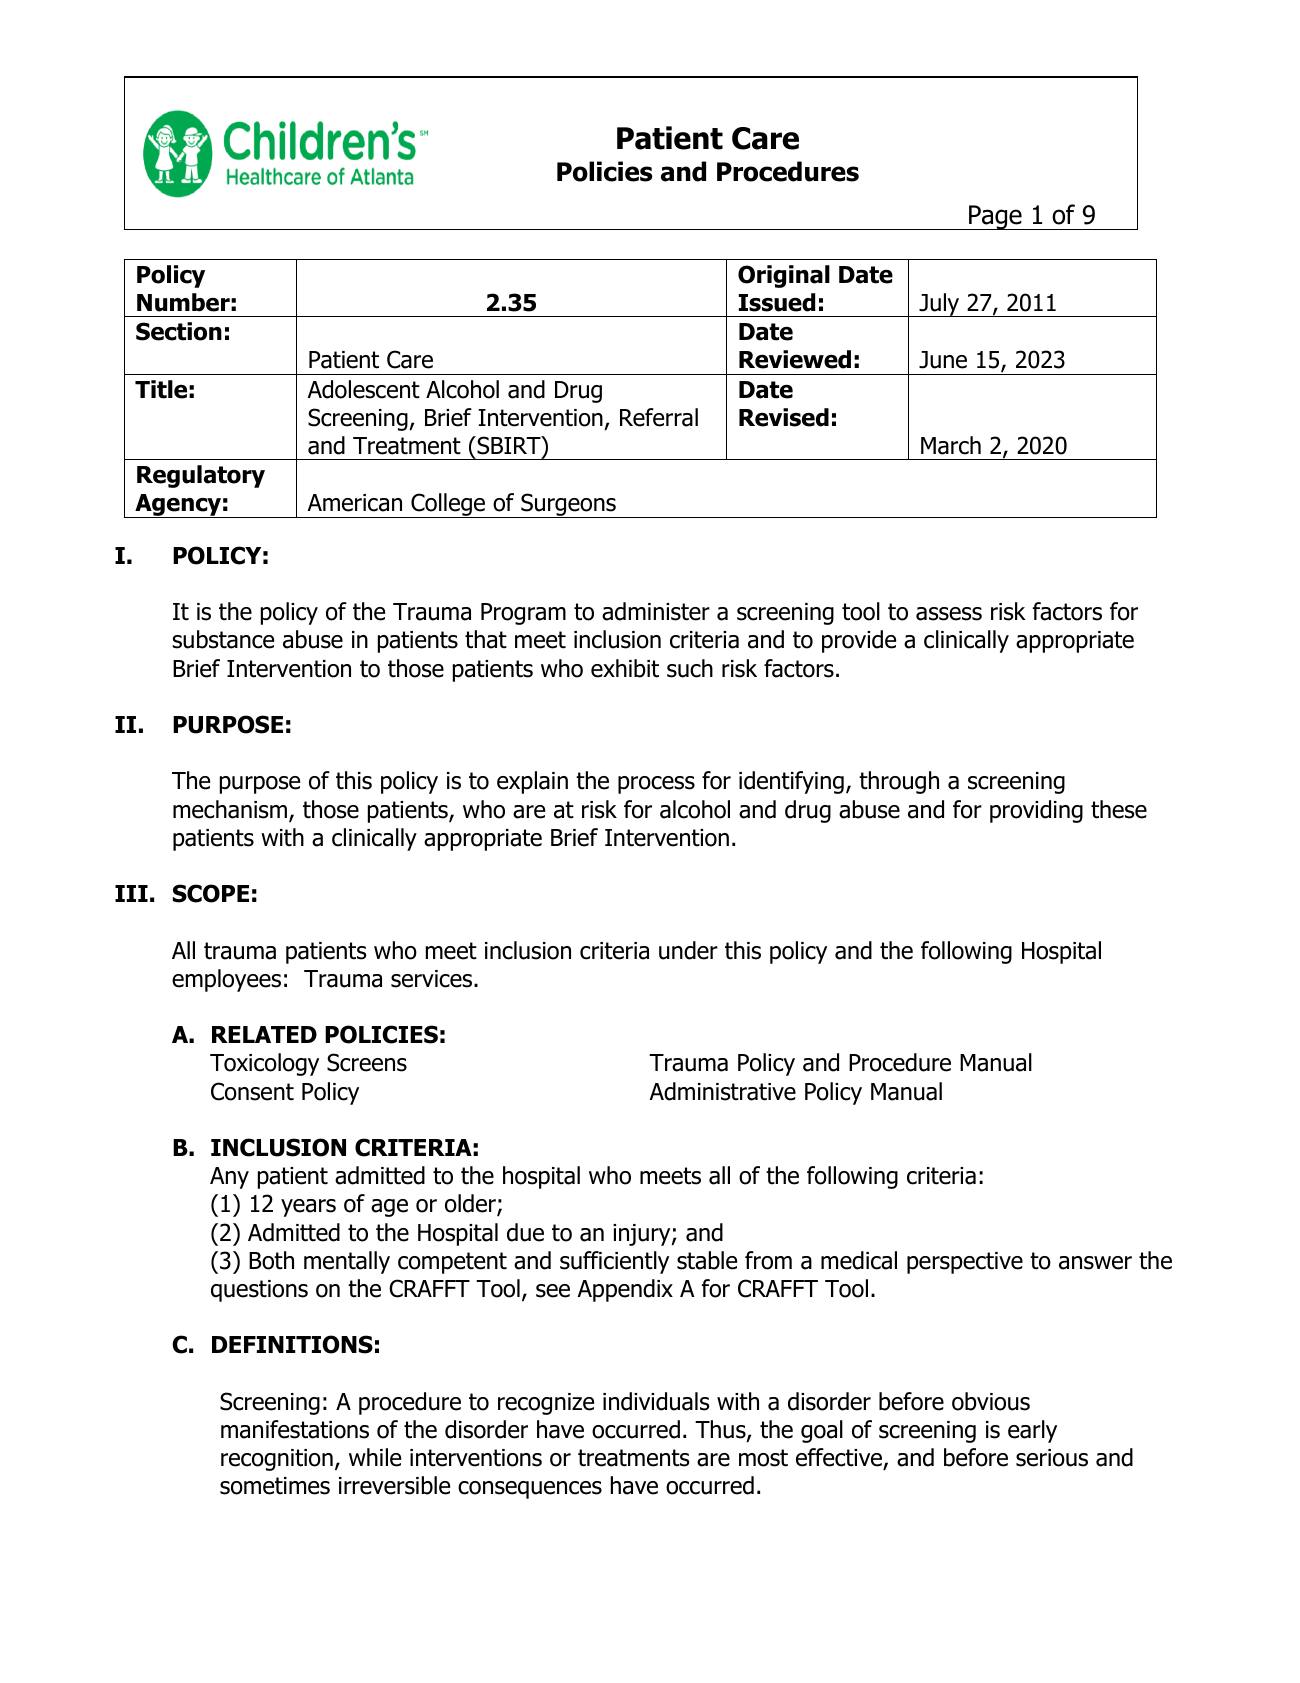 Children's℠
Healthcare of Atlanta
Patient Care
Policies and Procedures
Page 1 of 9
Policy
Number:
2.35
Original Date
Issued:
July 27, 2011
Section:
Patient Care
Date
Reviewed:
June 15, 2023
Title:
Adolescent Alcohol and Drug
Screening, Brief Intervention, Referral
and Treatment (SBIRT)
Date
Revised:
March 2, 2020
Regulatory
Agency:
American College of Surgeons
I. POLICY:
It is the policy of the Trauma Program to administer a screening tool to assess risk factors for
substance abuse in patients that meet inclusion criteria and to provide a clinically appropriate
Brief Intervention to those patients who exhibit such risk factors.
II. PURPOSE:
The purpose of this policy is to explain the process for identifying, through a screening
mechanism, those patients, who are at risk for alcohol and drug abuse and for providing these
patients with a clinically appropriate Brief Intervention.
III. SCOPE:
All trauma patients who meet inclusion criteria under this policy and the following Hospital
employees: Trauma services.
A. RELATED POLICIES:
Toxicology Screens Trauma Policy and Procedure Manual
Consent Policy Administrative Policy Manual
B. INCLUSION CRITERIA:
Any patient admitted to the hospital who meets all of the following criteria:
(1) 12 years of age or older;
(2) Admitted to the Hospital due to an injury; and
(3) Both mentally competent and sufficiently stable from a medical perspective to answer the
questions on the CRAFFT Tool, see Appendix A for CRAFFT Tool.
C. DEFINITIONS:
Screening: A procedure to recognize individuals with a disorder before obvious
manifestations of the disorder have occurred. Thus, the goal of screening is early
recognition, while interventions or treatments are most effective, and before serious and
sometimes irreversible consequences have occurred.